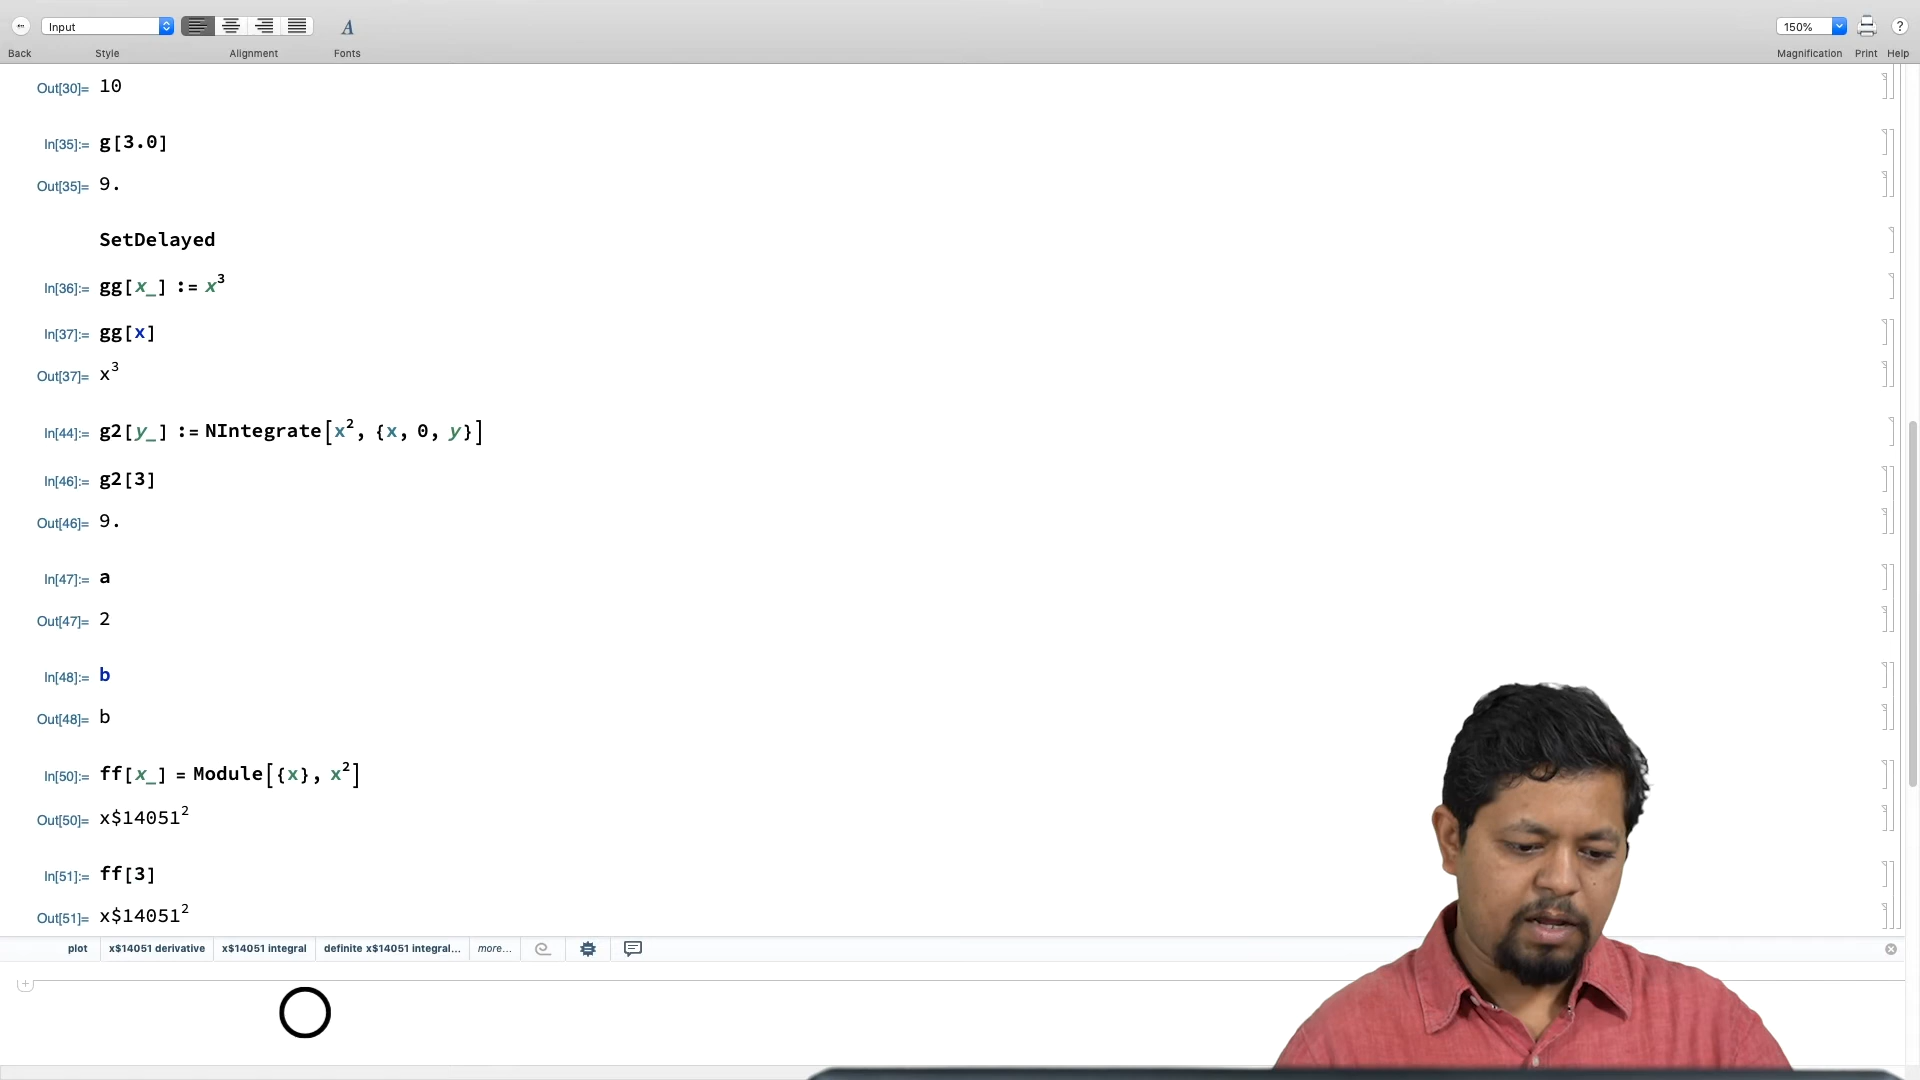 Input
150%
Back
Style
Alignment
Fonts
Magnification
Print
Help
Out[30]= 10
In[35]:= g[3.0]
Out[35]= 9.
SetDelayed
In[36]:= gg[x_] := x³
In[37]:= gg[x]
Out[37]= x³
In[44]:= g2[y_] := NIntegrate[x², {x, 0, y}]
In[46]:= g2[3]
Out[46]= 9.
In[47]:= a
Out[47]= 2
In[48]:= b
Out[48]= b
In[50]:= ff[x_] = Module[{x}, x²]
Out[50]= x$14051²
In[51]:= ff[3]
Out[51]= x$14051²
plot x$14051 derivative x$14051 integral definite x$14051 integral... more...